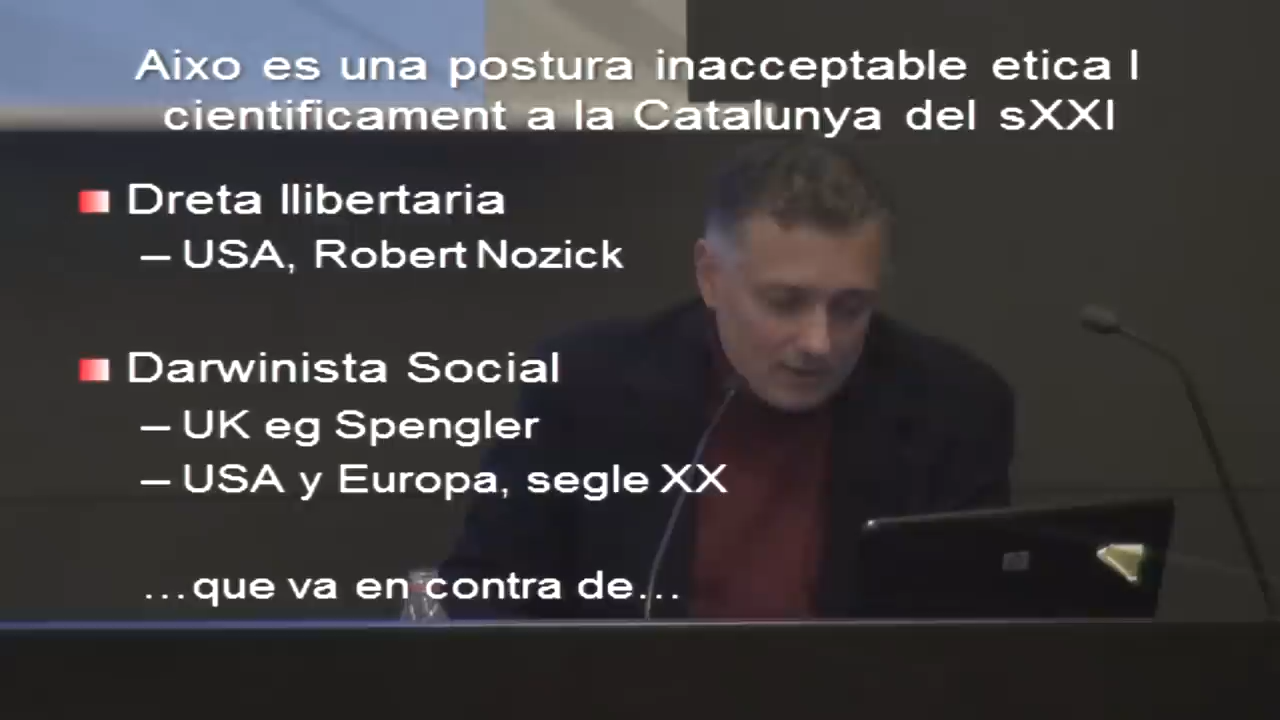 Aixo es una postura inacceptable etica I
cientificament a la Catalunya del sXXI
Dreta llibertaria
– USA, Robert Nozick
Darwinista Social
– UK eg Spengler
– USA y Europa, segle XX
...que va en contra de...